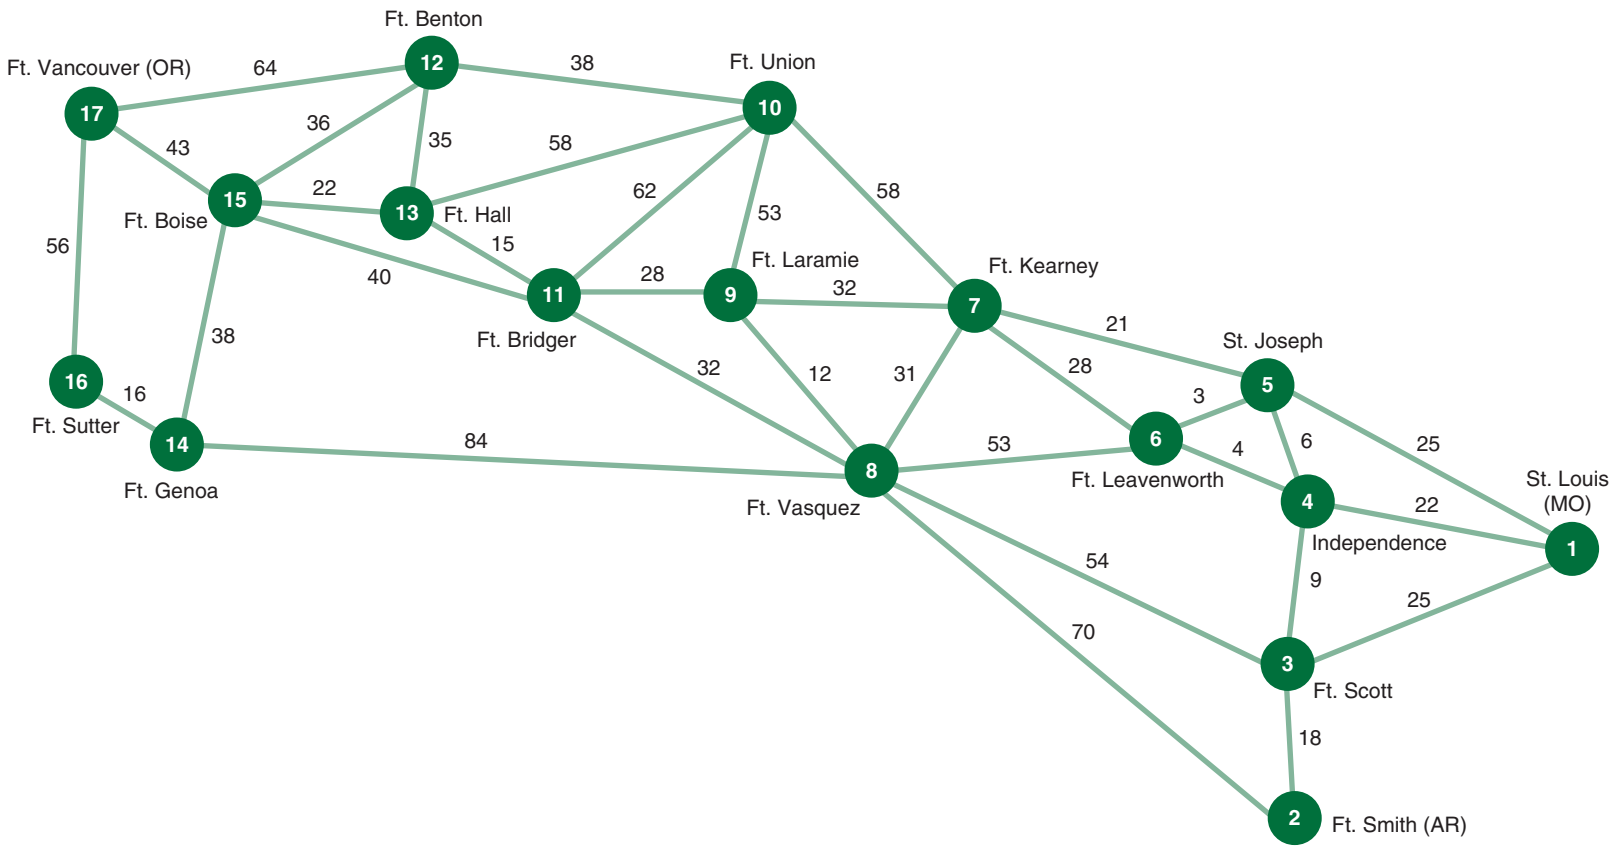 Ft. Benton
12
Ft. Vancouver (OR)
64
38
Ft. Union
17
10
36
35
58
43
62
58
15
22
13
Ft. Boise
Ft. Hall
53
56
15
40
28
Ft. Laramie
Ft. Kearney
11
9
32
7
21
38
Ft. Bridger
St. Joseph
32
12
31
28
5
16
16
3
Ft. Sutter
14
84
6
6
4
25
53
8
Ft. Leavenworth
St. Louis
(MO)
Ft. Genoa
Ft. Vasquez
4
22
Independence
1
54
9
25
70
3
Ft. Scott
18
2
Ft. Smith (AR)